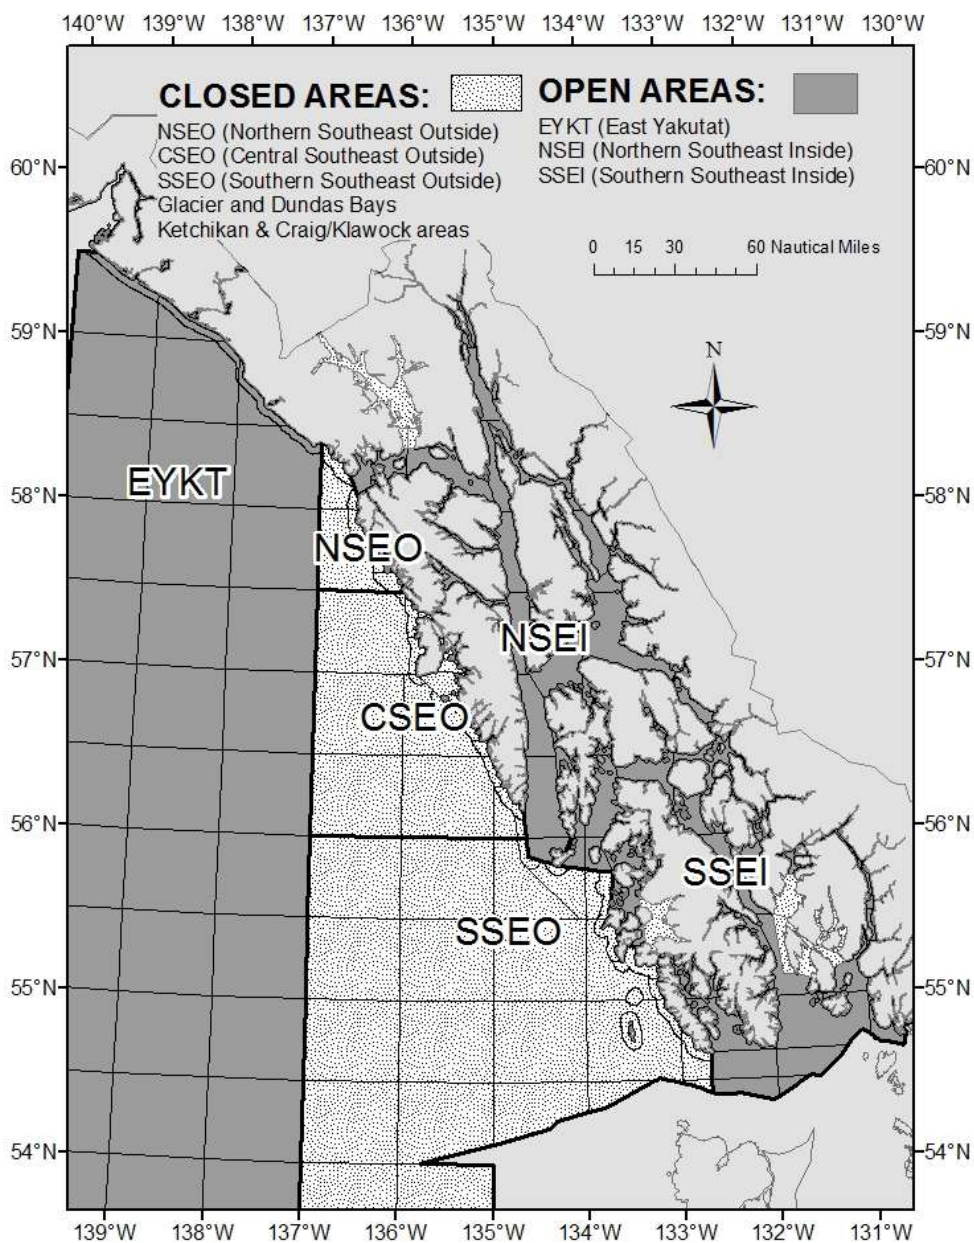 140°W 139°W 138°W 137°W 136°W 135°W 134°W 133°W 132°W 131°W 130°W
CLOSED AREAS:
NSEO (Northern Southeast Outside)
CSEO (Central Southeast Outside)
SSEO (Southern Southeast Outside)
Glacier and Dundas Bays
Ketchikan & Craig/Klawock areas
OPEN AREAS:
EYKT (East Yakutat)
NSEI (Northern Southeast Inside)
SSEI (Southern Southeast Inside)
0 15 30 60 Nautical Miles
N
60°N 60°N
59°N 59°N
58°N 58°N
57°N 57°N
56°N 56°N
55°N 55°N
54°N 54°N
EYKT
NSEO
NSEI
CSEO
SSEI
SSEO
139°W 138°W 137°W 136°W 135°W 134°W 133°W 132°W 131°W